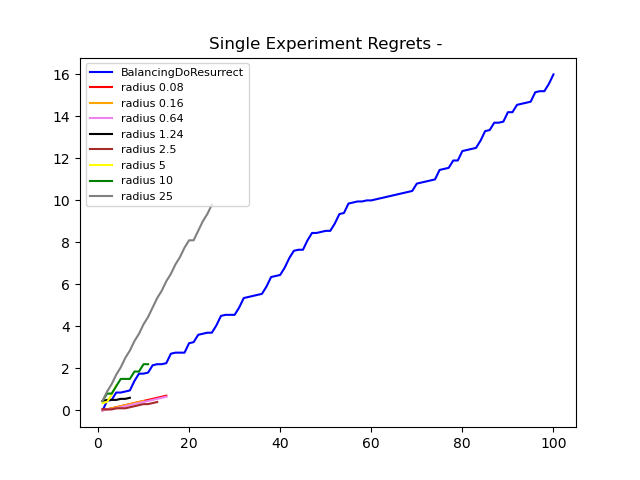 Single Experiment Regrets -
BalancingDoResurrect
radius 0.08
radius 0.16
radius 0.64
radius 1.24
radius 2.5
radius 5
radius 10
radius 25
16
14
12
10
8
6
4
2
0
0 20 40 60 80 100